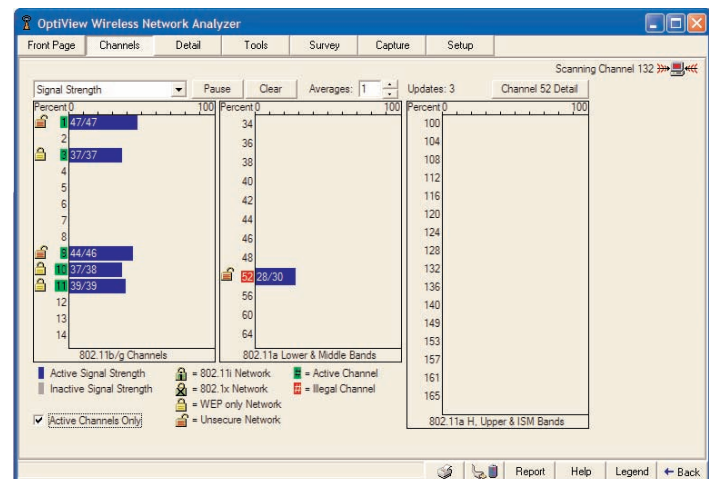 OptiView Wireless Network Analyzer
Front Page Channels Detail Tools Survey Capture Setup
Scanning Channel 132
Signal Strength Pause Clear Averages: 1 Updates: 3 Channel 52 Detail
Percent 0 100 Percent 0 100 Percent 0 100
1 47/47
2
3 37/37
4
5
6
7
8
9 44/46
10 37/38
11 39/39
12
13
14
802.11b/g Channels
34
36
38
40
42
44
46
48
52 28/30
56
60
64
802.11a Lower & Middle Bands
100
104
108
112
116
120
124
128
132
136
140
149
153
157
161
165
802.11a H, Upper & ISM Bands
Active Signal Strength
Inactive Signal Strength
= 802.11i Network
= 802.1x Network
= WEP only Network
= Unsecure Network
# = Active Channel
# = Illegal Channel
Active Channels Only
Report Help Legend Back